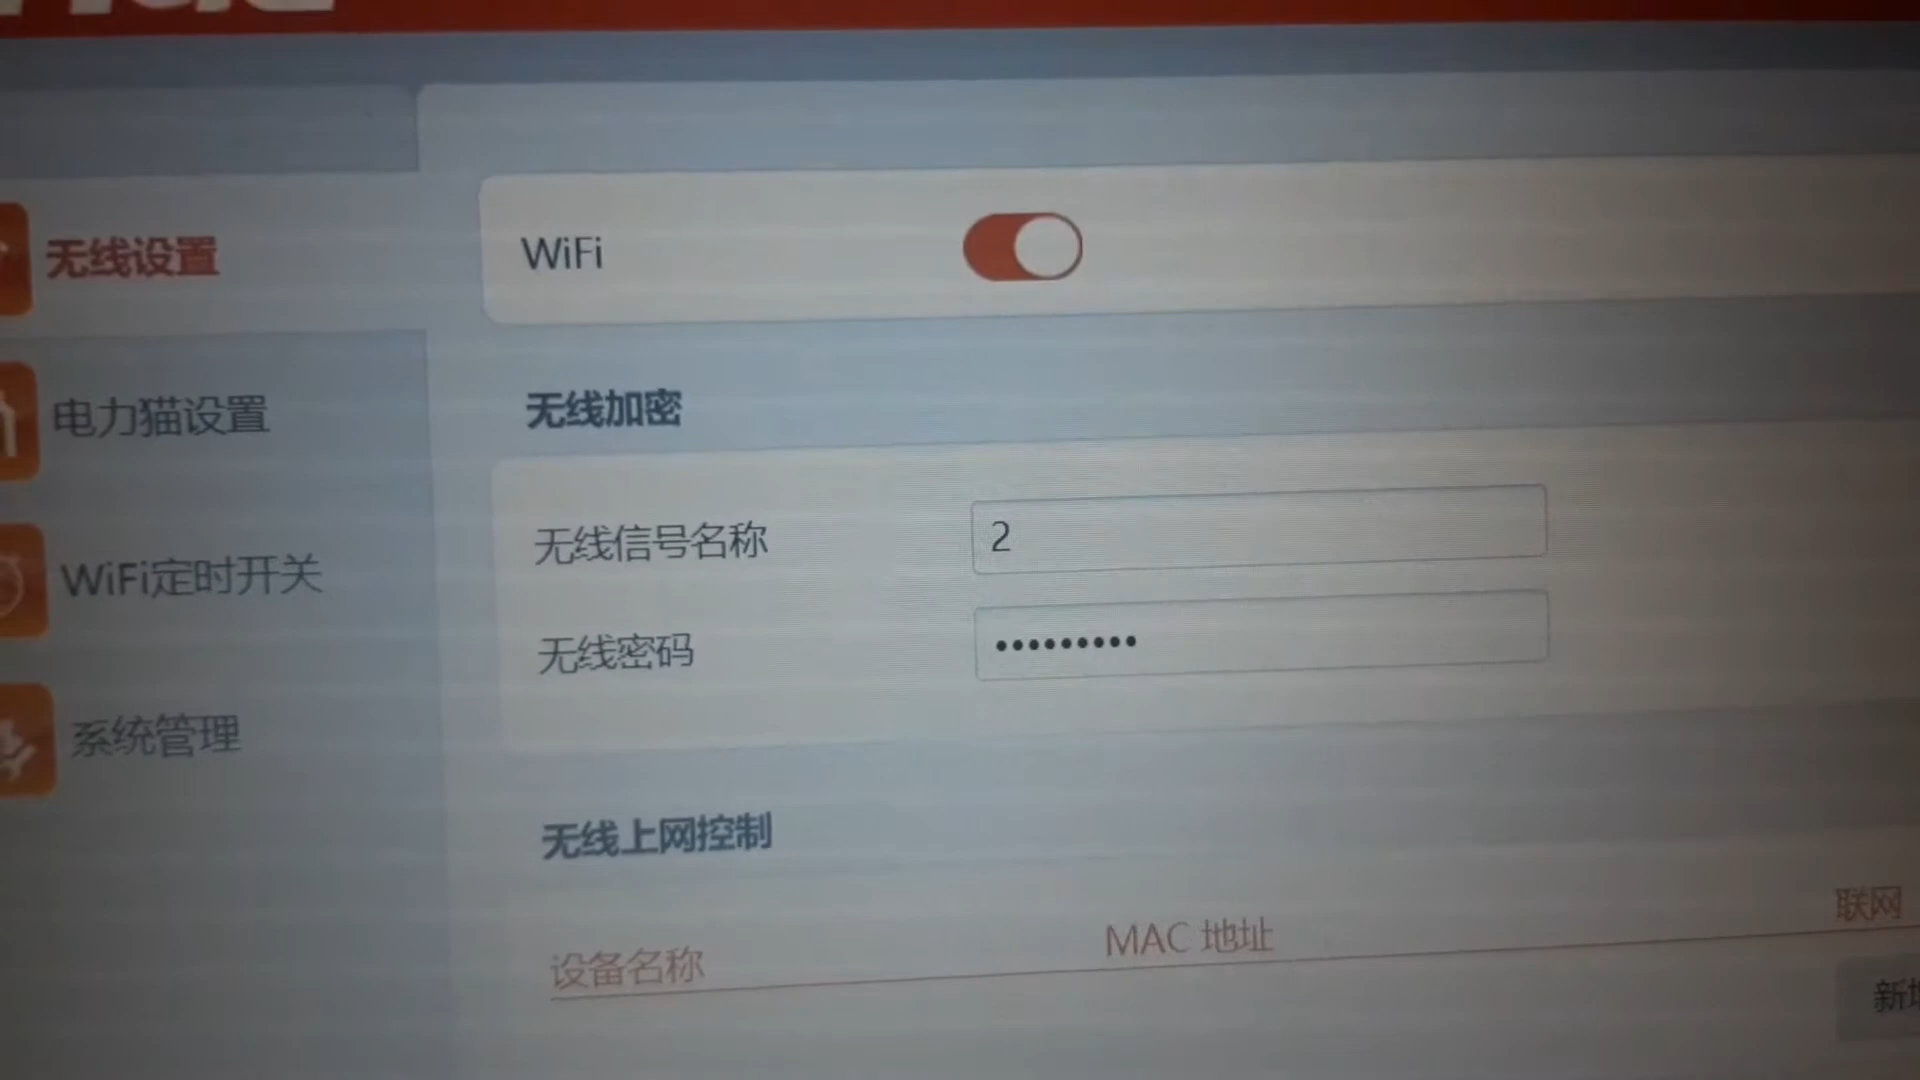 WiFi
无线设置
无线加密
电力猫设置
无线信号名称
2
WiFi定时开关
无线密码
•••••••••
系统管理
无线上网控制
设备名称
MAC 地址
联网